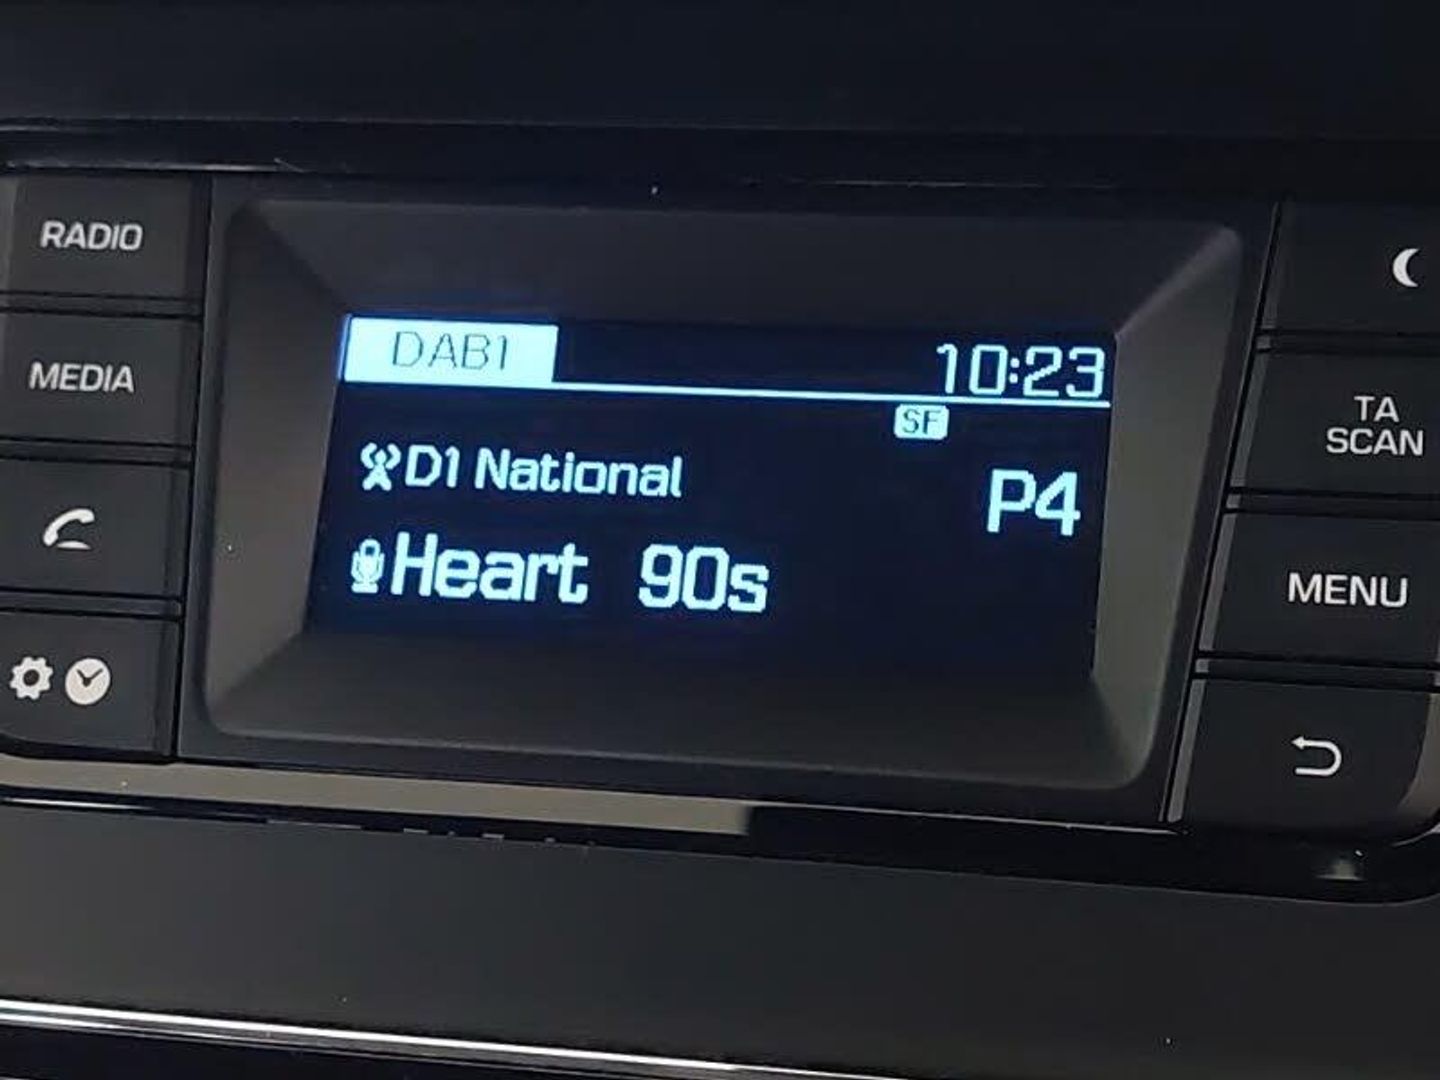 RADIO
MEDIA
DAB1
10:23
SF
D1 National
P4
Heart 90s
TA
SCAN
MENU